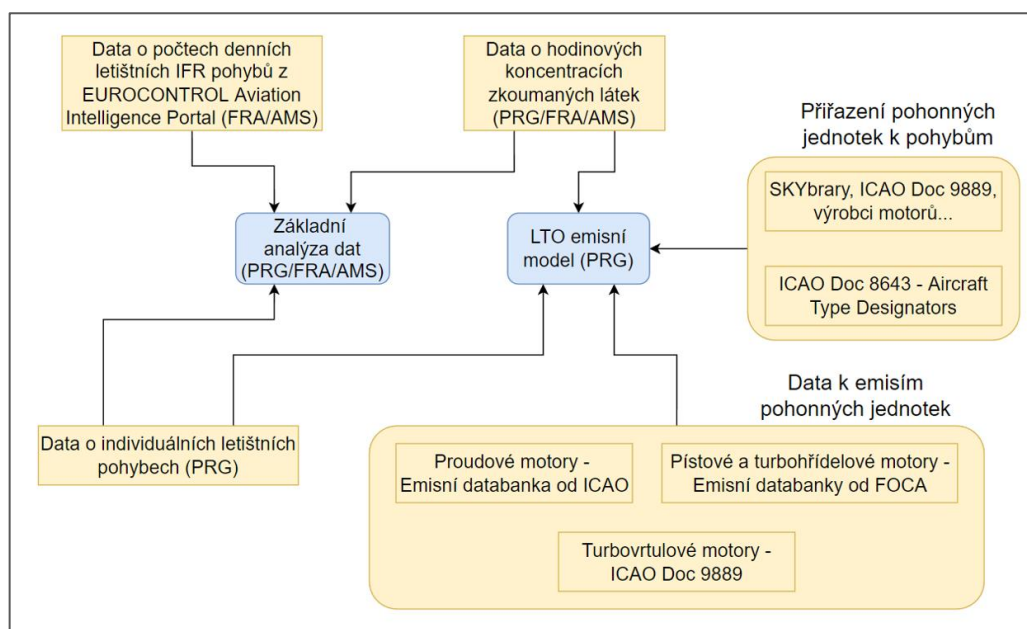 Data o počtech denních
letištních IFR pohybů z
EUROCONTROL Aviation
Intelligence Portal (FRA/AMS)
Data o hodinových
koncentracích
zkoumaných látek
(PRG/FRA/AMS)
Přiřazení pohonných
jednotek k pohybům
SKYbrary, ICAO Doc 9889,
výrobci motorů...
ICAO Doc 8643 - Aircraft
Type Designators
Základní
analýza dat
(PRG/FRA/AMS)
LTO emisní
model (PRG)
Data o individuálních letištních
pohybech (PRG)
Data k emisím
pohonných jednotek
Proudové motory -
Emisní databanka od ICAO
Pístové a turbohřídelové motory -
Emisní databanky od FOCA
Turbovrtulové motory -
ICAO Doc 9889